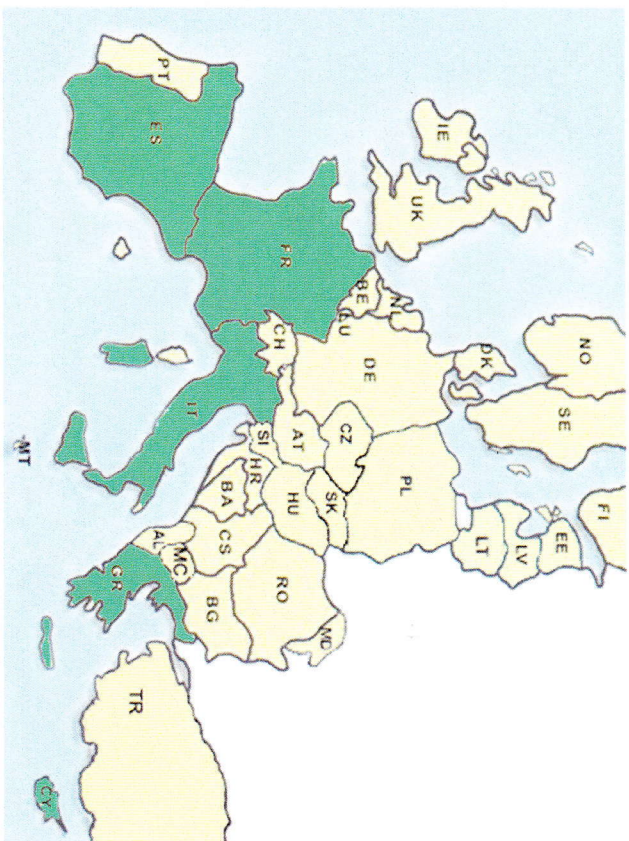 NO
SE
FI
IE
UK
DK
EE
LV
LT
NL
BE
LU
DE
PL
CZ
SK
FR
CH
AT
HU
MD
SI
HR
RO
PT
ES
IT
BA
CS
BG
AL
MC
GR
TR
MT
CY